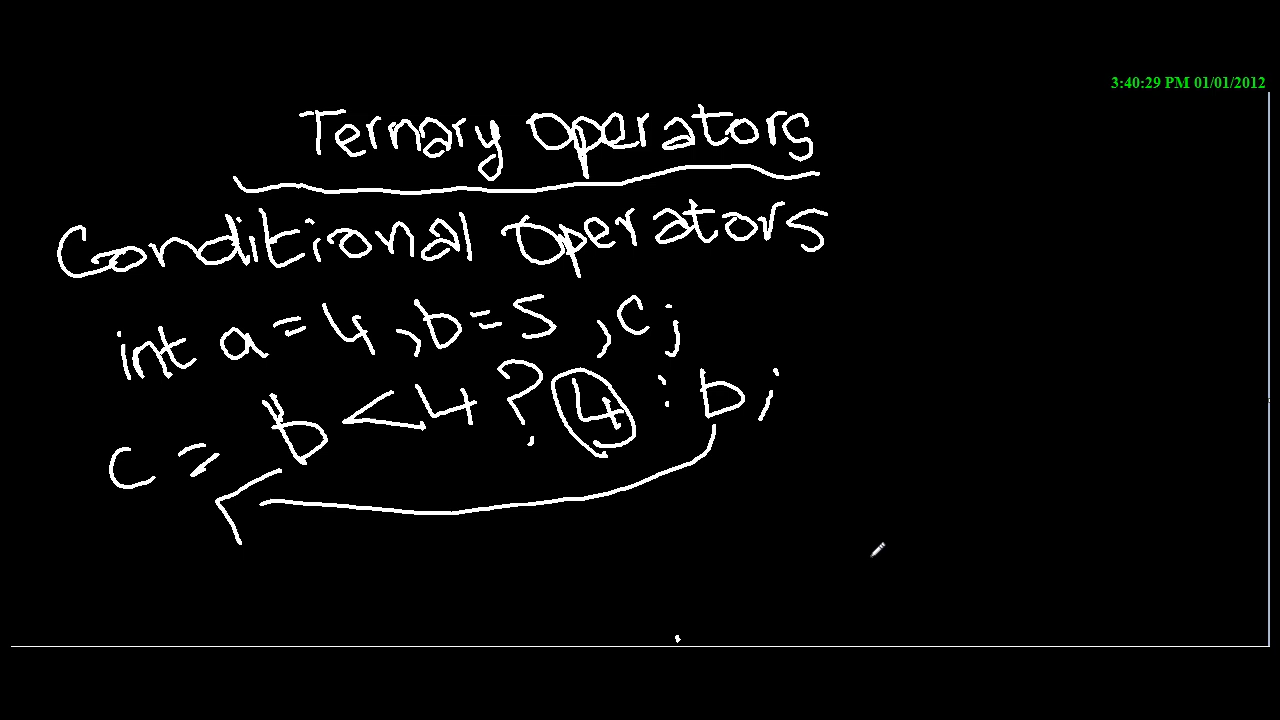 3:40:29 PM 01/01/2012
Ternary Operators
Conditional Operators
int a = 4, b = 5, c;
c = b < 4 ? 4 : b;